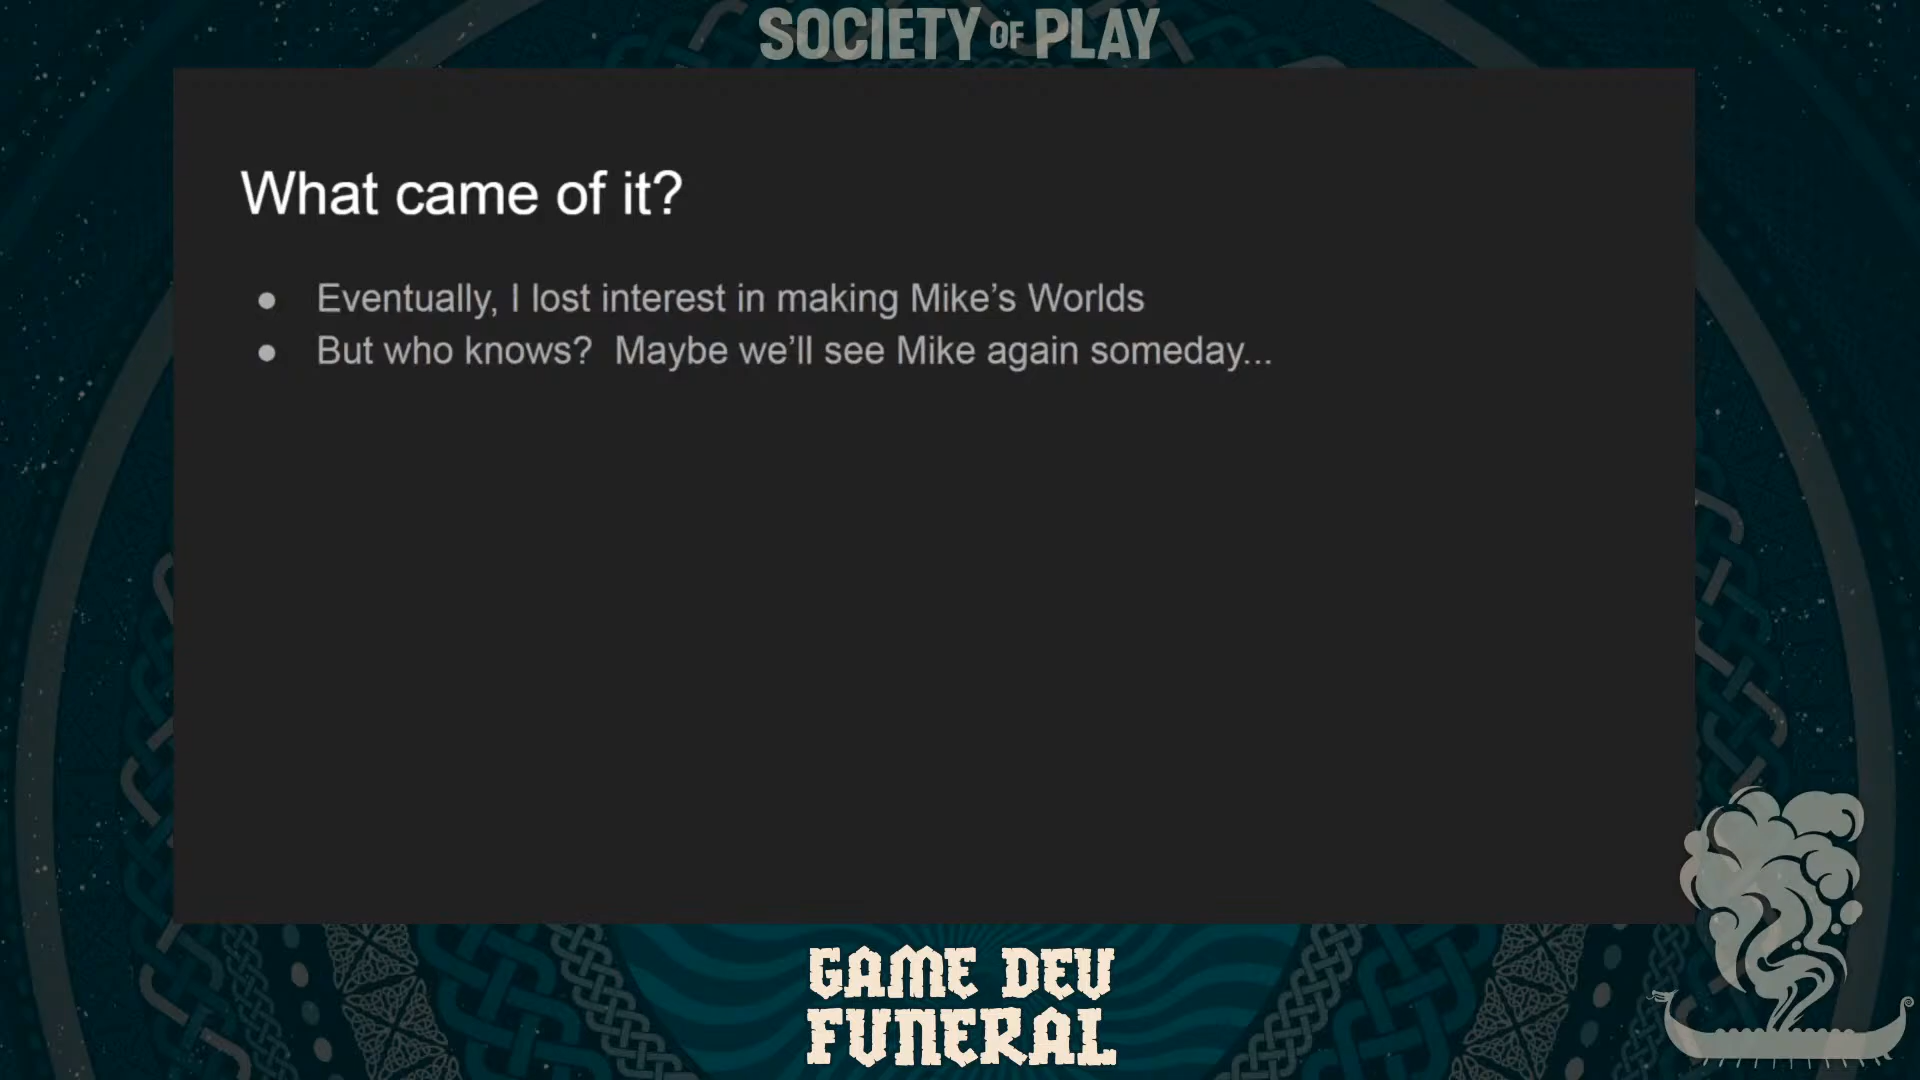 SOCIETY OF PLAY
What came of it?
● Eventually, I lost interest in making Mike’s Worlds
● But who knows?  Maybe we’ll see Mike again someday...
GAME DEV
FUNERAL